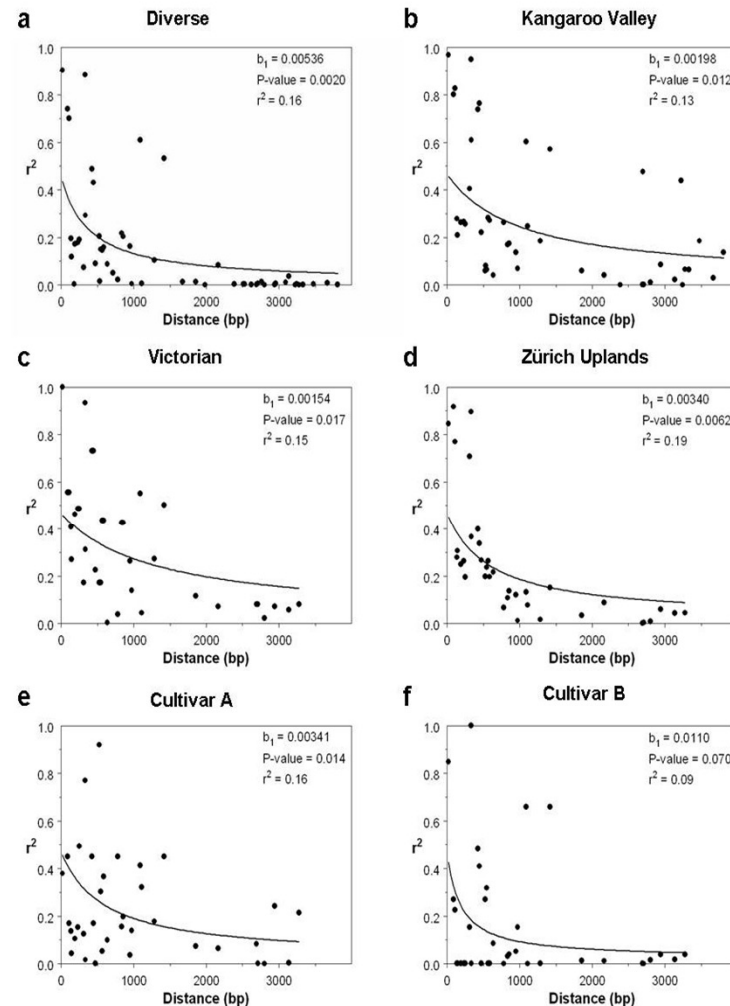 a
Diverse
b₁ = 0.00536
P-value = 0.0020
r² = 0.16
1.0
0.8
0.6
r²
0.4
0.2
0.0
0 1000 2000 3000
Distance (bp)
b
Kangaroo Valley
b₁ = 0.00198
P-value = 0.012
r² = 0.13
1.0
0.8
0.6
r²
0.4
0.2
0.0
0 1000 2000 3000
Distance (bp)
c
Victorian
b₁ = 0.00154
P-value = 0.017
r² = 0.15
1.0
0.8
0.6
r²
0.4
0.2
0.0
0 1000 2000 3000
Distance (bp)
d
Zürich Uplands
b₁ = 0.00340
P-value = 0.0062
r² = 0.19
1.0
0.8
0.6
r²
0.4
0.2
0.0
0 1000 2000 3000
Distance (bp)
e
Cultivar A
b₁ = 0.00341
P-value = 0.014
r² = 0.16
1.0
0.8
0.6
r²
0.4
0.2
0.0
0 1000 2000 3000
Distance (bp)
f
Cultivar B
b₁ = 0.0110
P-value = 0.070
r² = 0.09
1.0
0.8
0.6
r²
0.4
0.2
0.0
0 1000 2000 3000
Distance (bp)